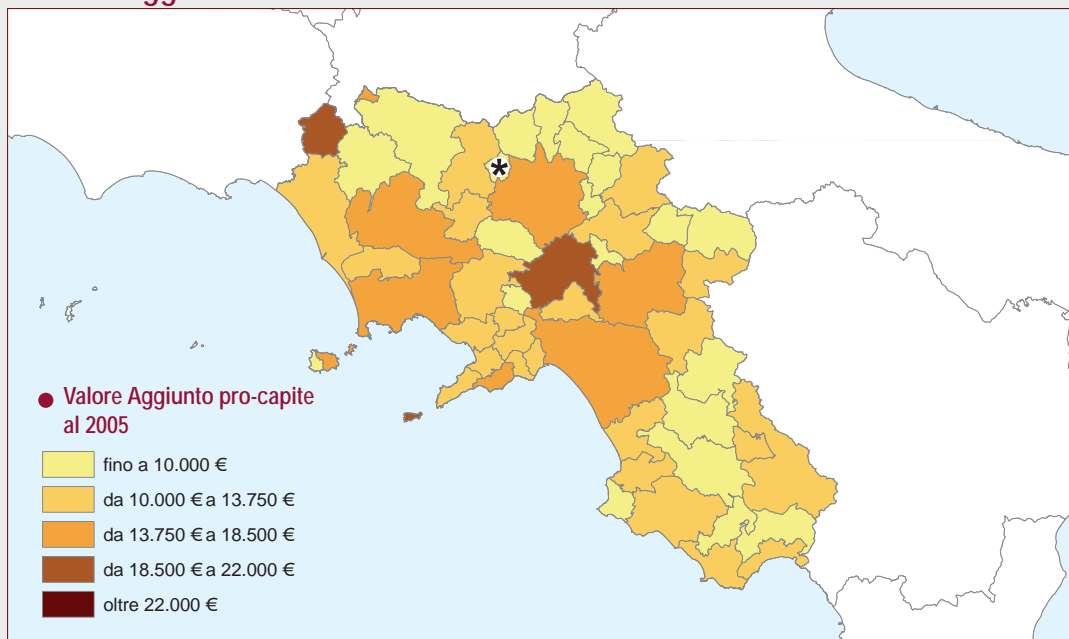 *
Valore Aggiunto pro-capite
al 2005
fino a 10.000 €
da 10.000 € a 13.750 €
da 13.750 € a 18.500 €
da 18.500 € a 22.000 €
oltre 22.000 €